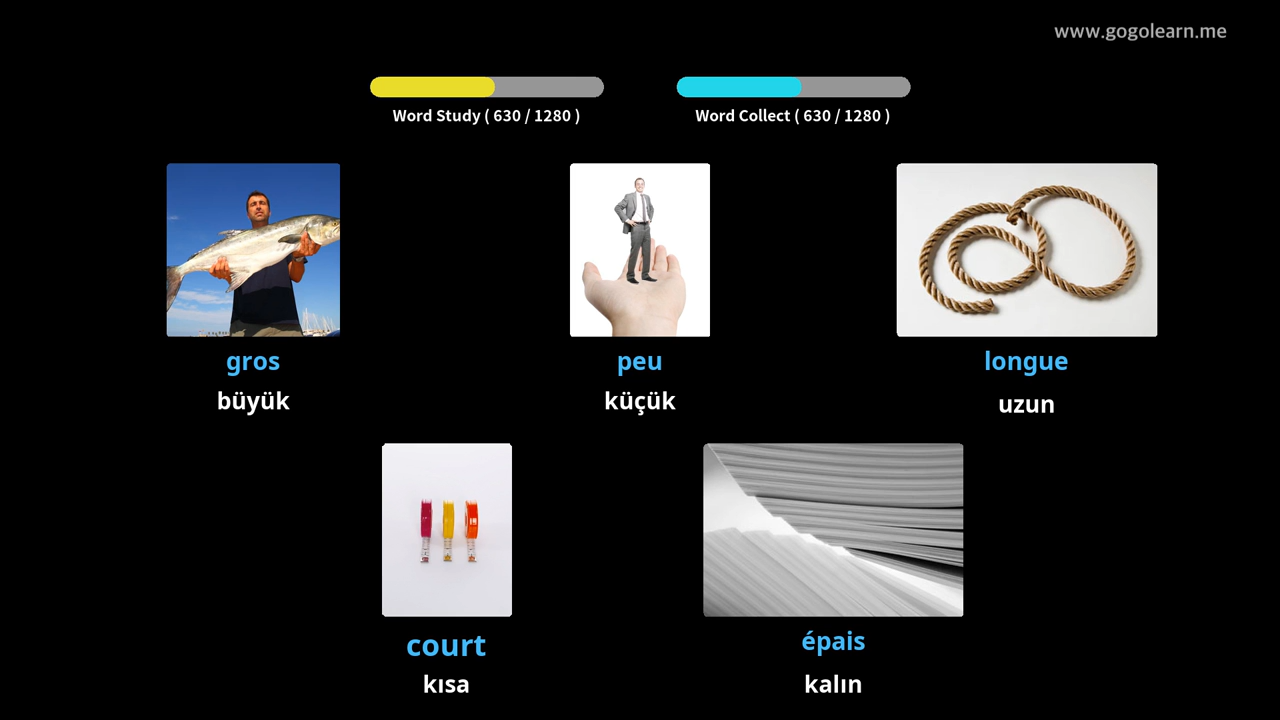 www.gogolearn.me
Word Study ( 630 / 1280 )
Word Collect ( 630 / 1280 )
gros
büyük
peu
küçük
longue
uzun
court
kısa
épais
kalın